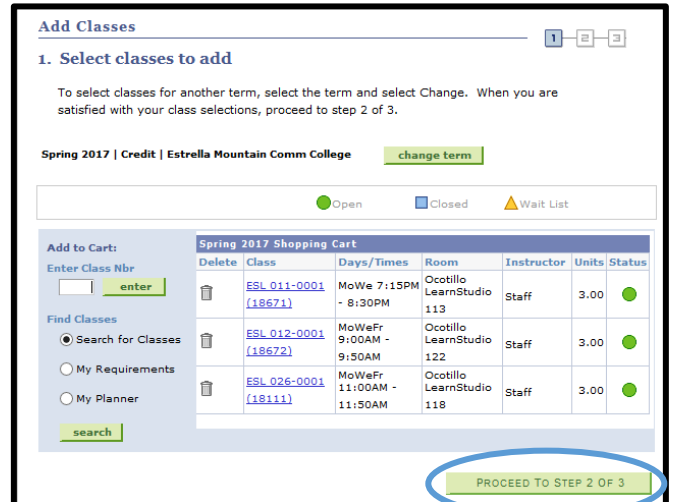 Add Classes
1 2 3
1. Select classes to add
To select classes for another term, select the term and select Change. When you are
satisfied with your class selections, proceed to step 2 of 3.
Spring 2017 | Credit | Estrella Mountain Comm College
change term
Open Closed Wait List
Add to Cart:
Enter Class Nbr
enter
Find Classes
Search for Classes
My Requirements
My Planner
search
Spring 2017 Shopping Cart
Delete Class Days/Times Room Instructor Units Status
ESL 011-0001
(18671)
MoWe 7:15PM
- 8:30PM
Ocotillo
LearnStudio
113
Staff
3.00
ESL 012-0001
(18672)
MoWeFr
9:00AM -
9:50AM
Ocotillo
LearnStudio
122
Staff
3.00
ESL 026-0001
(18111)
MoWeFr
11:00AM -
11:50AM
Ocotillo
LearnStudio
118
Staff
3.00
PROCEED TO STEP 2 OF 3